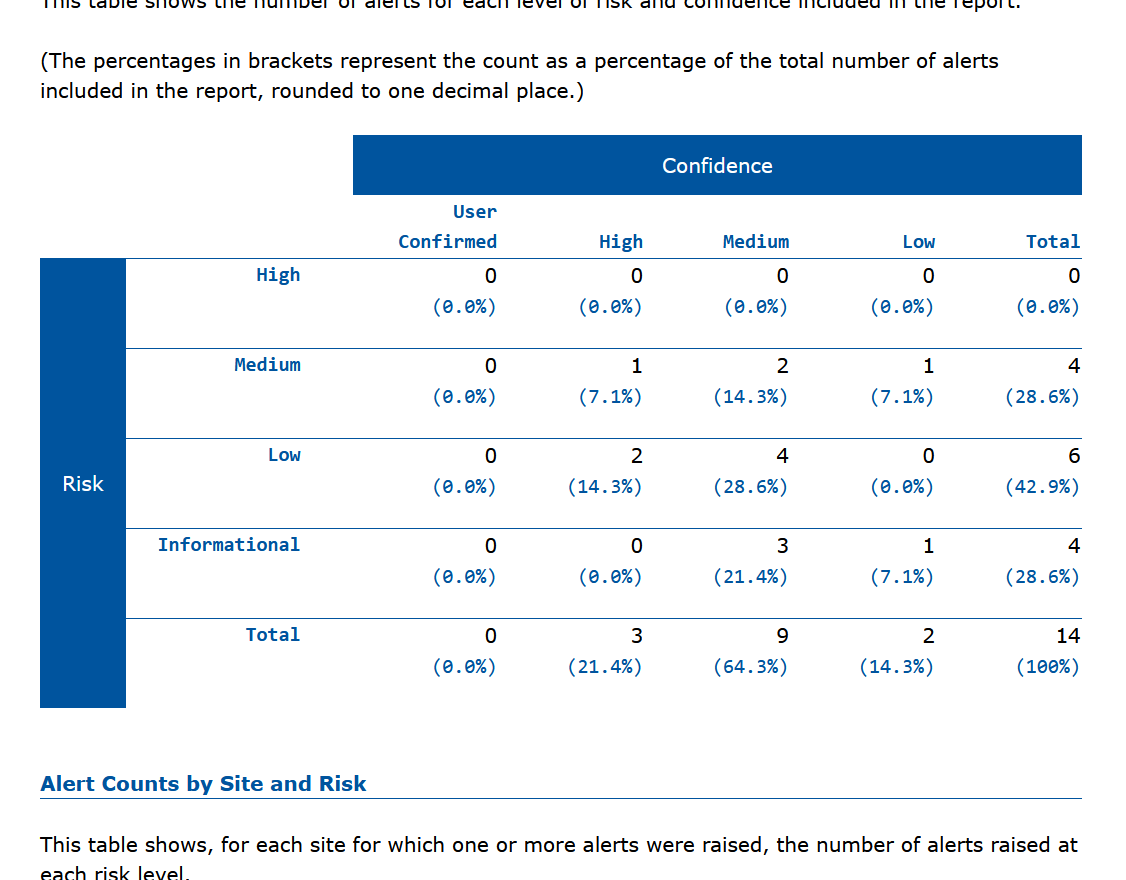 This table shows the number of alerts for each level of risk and confidence included in the report.
(The percentages in brackets represent the count as a percentage of the total number of alerts
included in the report, rounded to one decimal place.)
Confidence
User
Confirmed High Medium Low Total
High 0 0 0 0 0
(0.0%) (0.0%) (0.0%) (0.0%) (0.0%)
Medium 0 1 2 1 4
(0.0%) (7.1%) (14.3%) (7.1%) (28.6%)
Low 0 2 4 0 6
Risk (0.0%) (14.3%) (28.6%) (0.0%) (42.9%)
Informational 0 0 3 1 4
(0.0%) (0.0%) (21.4%) (7.1%) (28.6%)
Total 0 3 9 2 14
(0.0%) (21.4%) (64.3%) (14.3%) (100%)
Alert Counts by Site and Risk
This table shows, for each site for which one or more alerts were raised, the number of alerts raised at
each risk level.